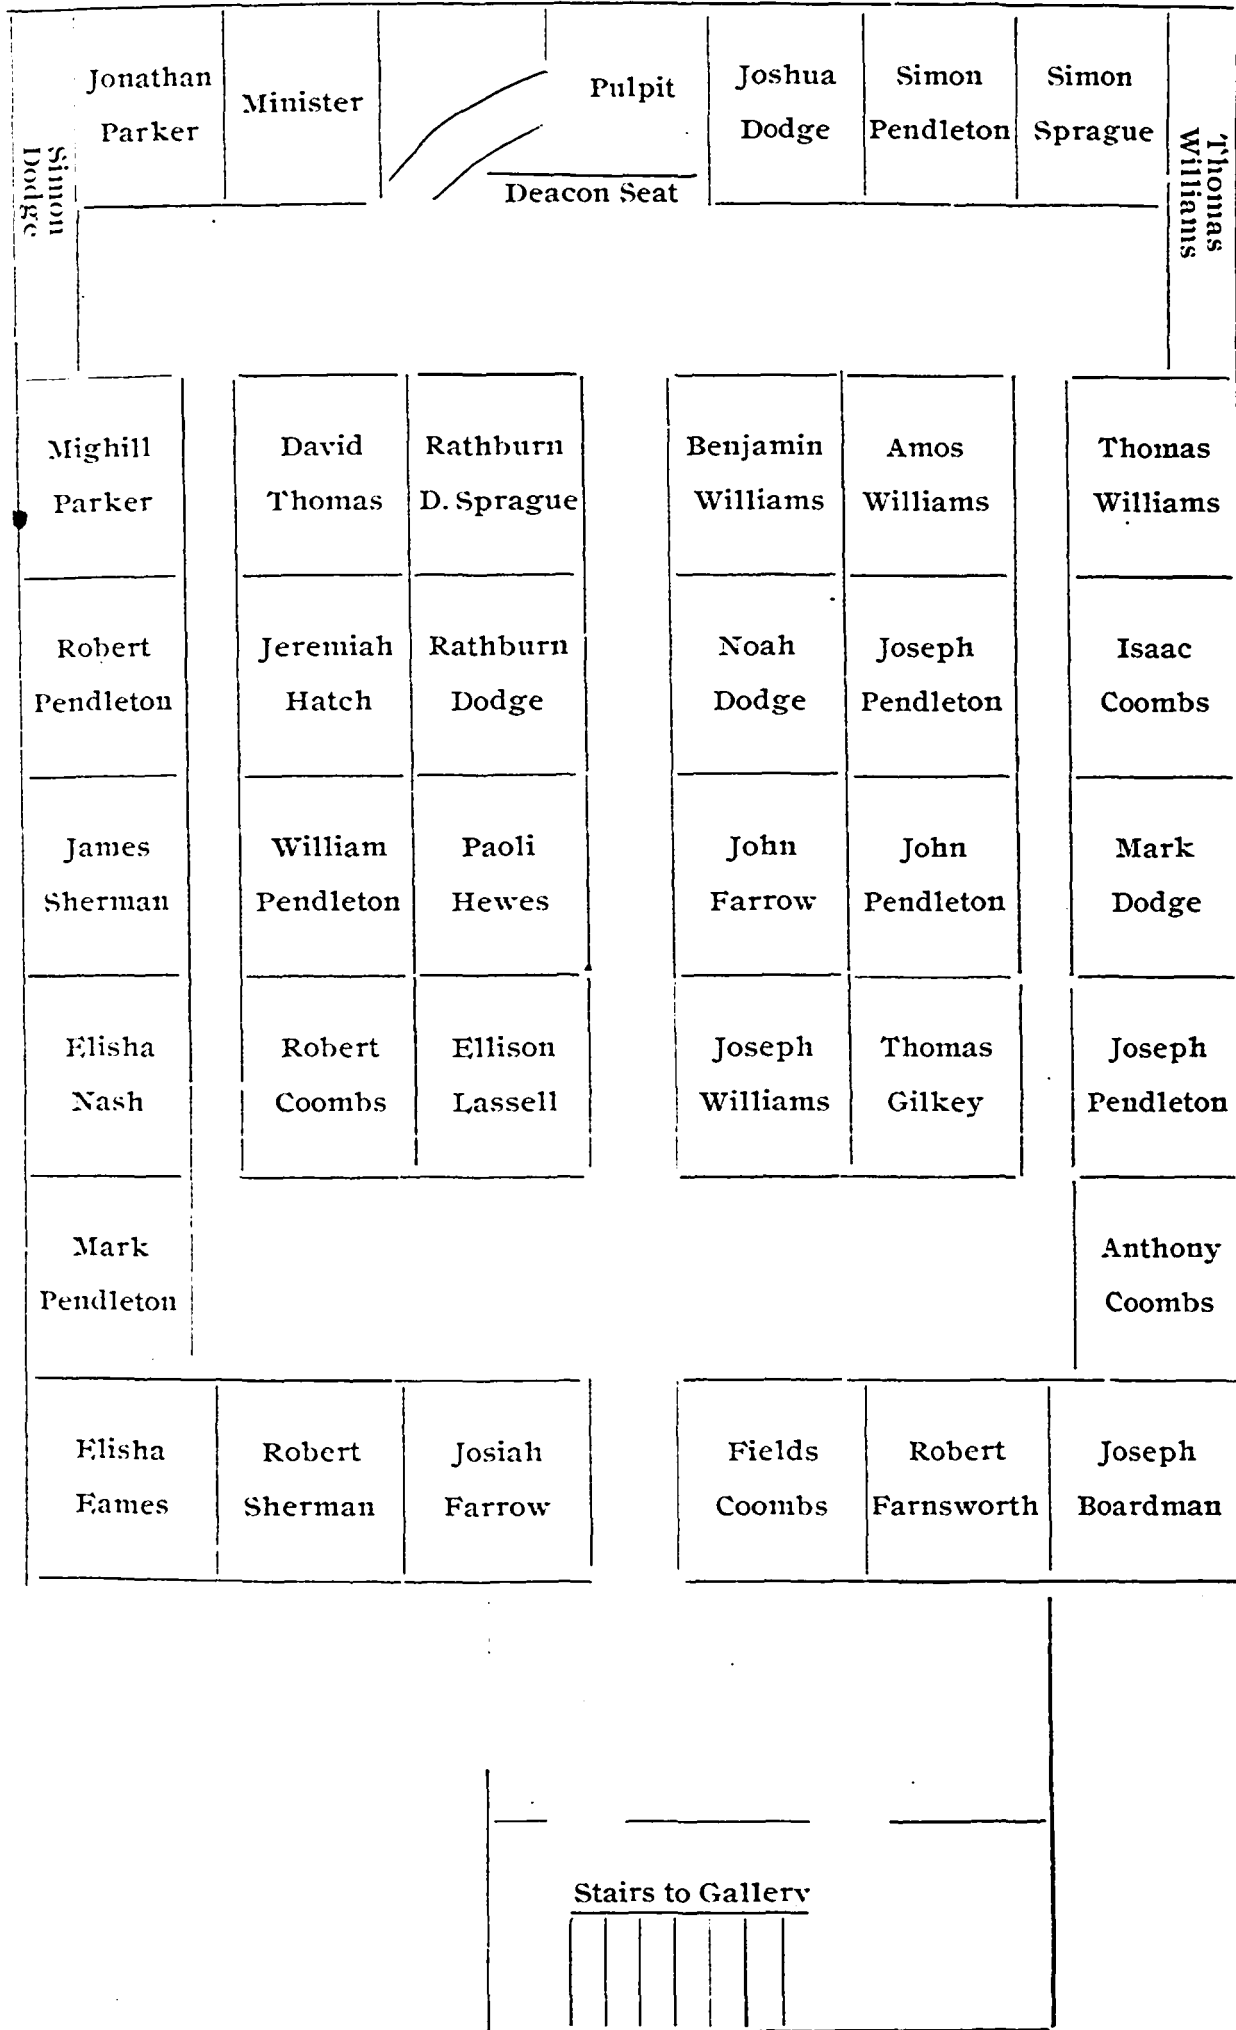 Jonathan
Parker
Minister
Pulpit
Deacon Seat
Joshua
Dodge
Simon
Pendleton
Simon
Sprague
Simon
Dodge
Thomas
Williams
Mighill
Parker
David
Thomas
Rathburn
D. Sprague
Benjamin
Williams
Amos
Williams
Thomas
Williams
Robert
Pendleton
Jeremiah
Hatch
Rathburn
Dodge
Noah
Dodge
Joseph
Pendleton
Isaac
Coombs
James
Sherman
William
Pendleton
Paoli
Hewes
John
Farrow
John
Pendleton
Mark
Dodge
Elisha
Nash
Robert
Coombs
Ellison
Lassell
Joseph
Williams
Thomas
Gilkey
Joseph
Pendleton
Mark
Pendleton
Anthony
Coombs
Elisha
Eames
Robert
Sherman
Josiah
Farrow
Fields
Coombs
Robert
Farnsworth
Joseph
Boardman
Stairs to Gallery